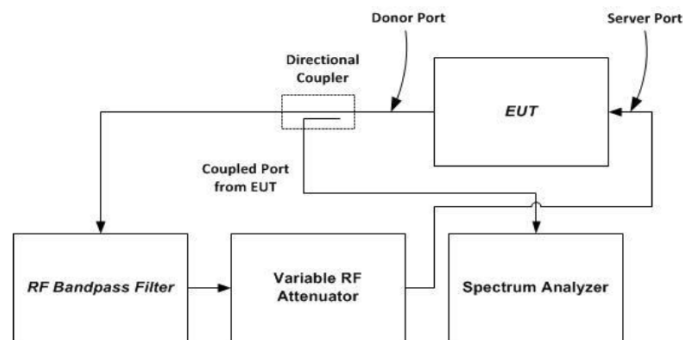 Donor Port
Server Port
Directional
Coupler
EUT
Coupled Port
from EUT
RF Bandpass Filter
Variable RF
Attenuator
Spectrum Analyzer